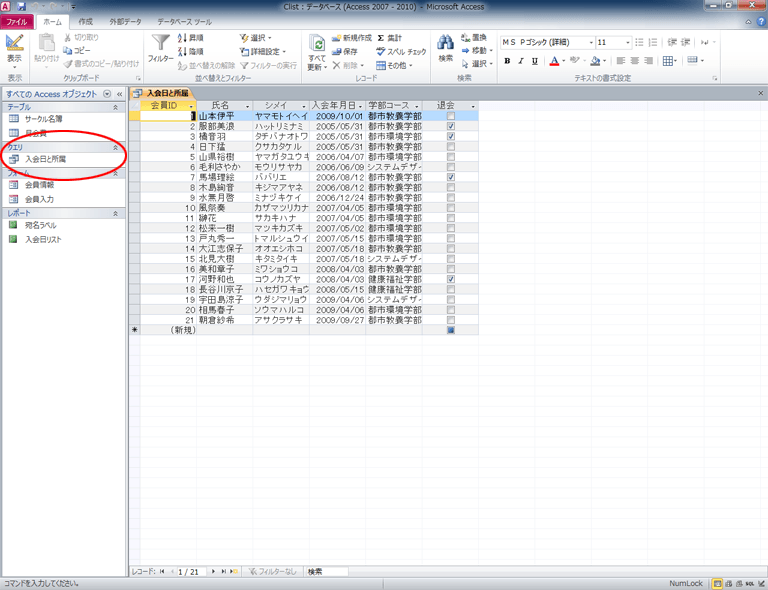 Clist : データベース (Access 2007 - 2010) - Microsoft Access
ファイル ホーム 作成 外部データ データベース ツール
表示 貼り付け 切り取り コピー 書式のコピー/貼り付け
フィルター 昇順 降順 並べ替えの解除 選択 詳細設定 フィルターの実行
すべて更新 新規作成 保存 削除 集計 スペル チェック その他
検索 置換 移動 選択
ＭＳ Ｐゴシック (詳細) 11
B I U A
表示 クリップボード 並べ替えとフィルター レコード 検索 テキストの書式設定
すべての Access オブジェクト
テーブル
サークル名簿
クエリ
入会日と所属
会員情報
会員入力
レポート
宛名ラベル
入会日リスト
入会日と所属
会員ID 氏名 シメイ 入会年月日 学部コース 退会
1 山本伊平 ヤマモトイヘイ 2009/10/01 都市教養学部
2 服部美浪 ハットリミナミ 2005/05/31 都市教養学部
3 橘音羽 タチバナオトワ 2005/05/31 都市環境学部
4 日下猛 クサカタケル 2005/05/31 都市教養学部
5 山県裕樹 ヤマガタユウキ 2006/04/07 都市環境学部
6 毛利さやか モウリサヤカ 2006/06/09 システムデザー
7 馬場理絵 ババリエ 2006/08/12 都市教養学部
8 木島絢音 キジマアヤネ 2006/08/12 都市教養学部
9 水無月啓 ミナヅキケイ 2006/12/24 都市教養学部
10 風祭奏 カザマツリカナ 2007/04/05 都市教養学部
11 榊花 サカキハナ 2007/04/05 都市環境学部
12 松来一樹 マツキカズキ 2007/05/02 都市教養学部
13 戸丸秀一 トマルシュウイ 2007/05/15 都市教養学部
14 大江志保子 オオエシホコ 2007/05/18 都市教養学部
15 北見大樹 キタミタイキ 2007/05/18 システムデザー
16 美和章子 ミワショウコ 2008/04/03 都市教養学部
17 河野和也 コウノカズヤ 2008/04/03 健康福祉学部
18 長谷川京子 ハセガワキョウ 2008/05/15 健康福祉学部
19 宇田島涼子 ウダジマリョウ 2009/04/06 システムデザー
20 相馬春子 ソウマハルコ 2009/04/06 都市教養学部
21 朝倉紗希 アサクラサキ 2009/09/27 都市教養学部
(新規)
レコード: 1 / 21 フィルターなし 検索
コマンドを入力してください。 NumLock SQL